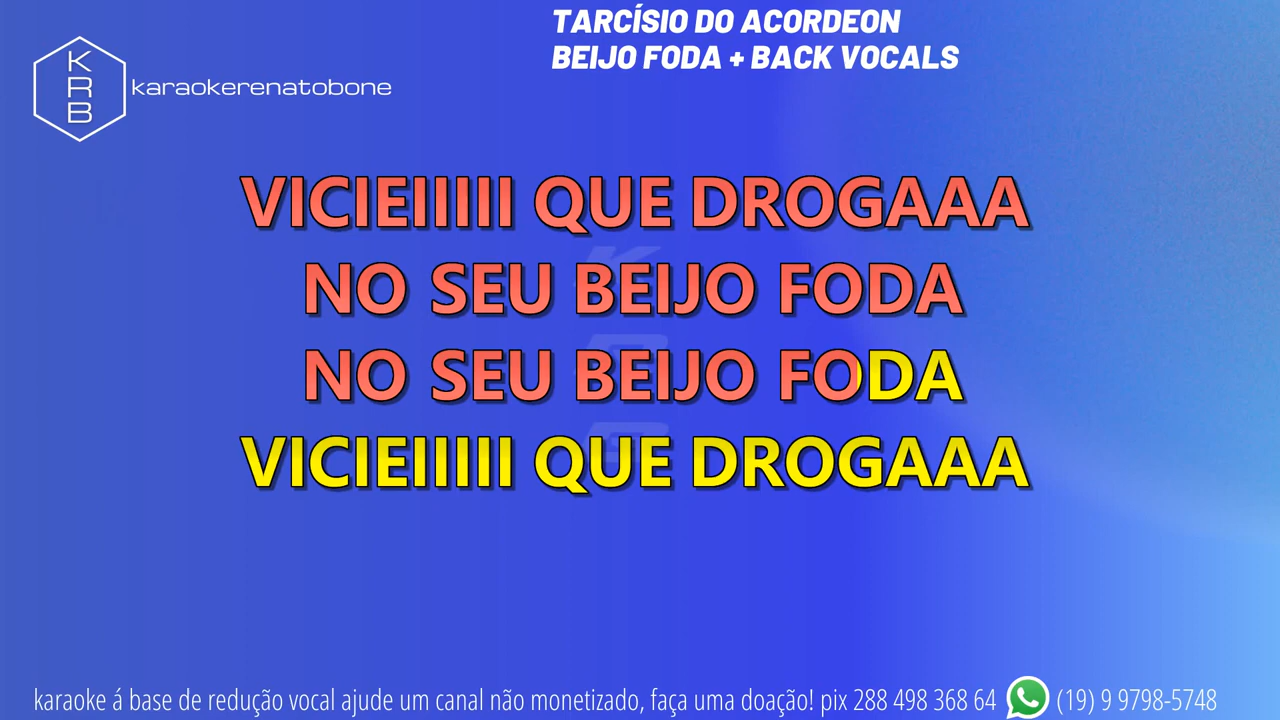 TARCÍSIO DO ACORDEON
BEIJO FODA + BACK VOCALS
KRB
karaokerenatobone
VICIEIIIII QUE DROGAAA
NO SEU BEIJO FODA
NO SEU BEIJO FODA
VICIEIIIII QUE DROGAAA
karaoke á base de redução vocal ajude um canal não monetizado, faça uma doação! pix 288 498 368 64 (19) 9 9798-5748